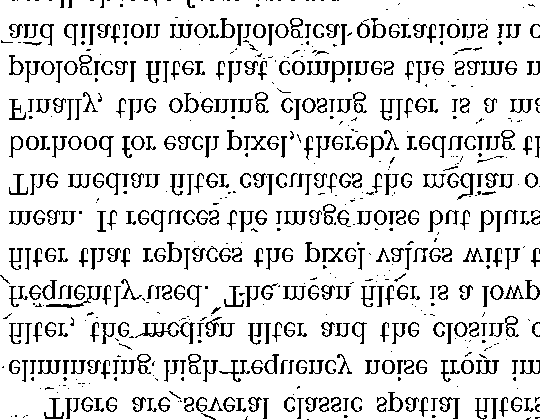 There are several classic spatial filters
eliminating high-frequency noise from im
filter, the median filter and the closing o
frequently used. The mean filter is a lowp
filter that replaces the pixel values with t
mean. It reduces the image noise but blurs
The median filter calculates the median o
borhood for each pixel, thereby reducing th
Finally, the opening closing filter is a ma
phological filter that combines the same n
and dilation morphological operations in o